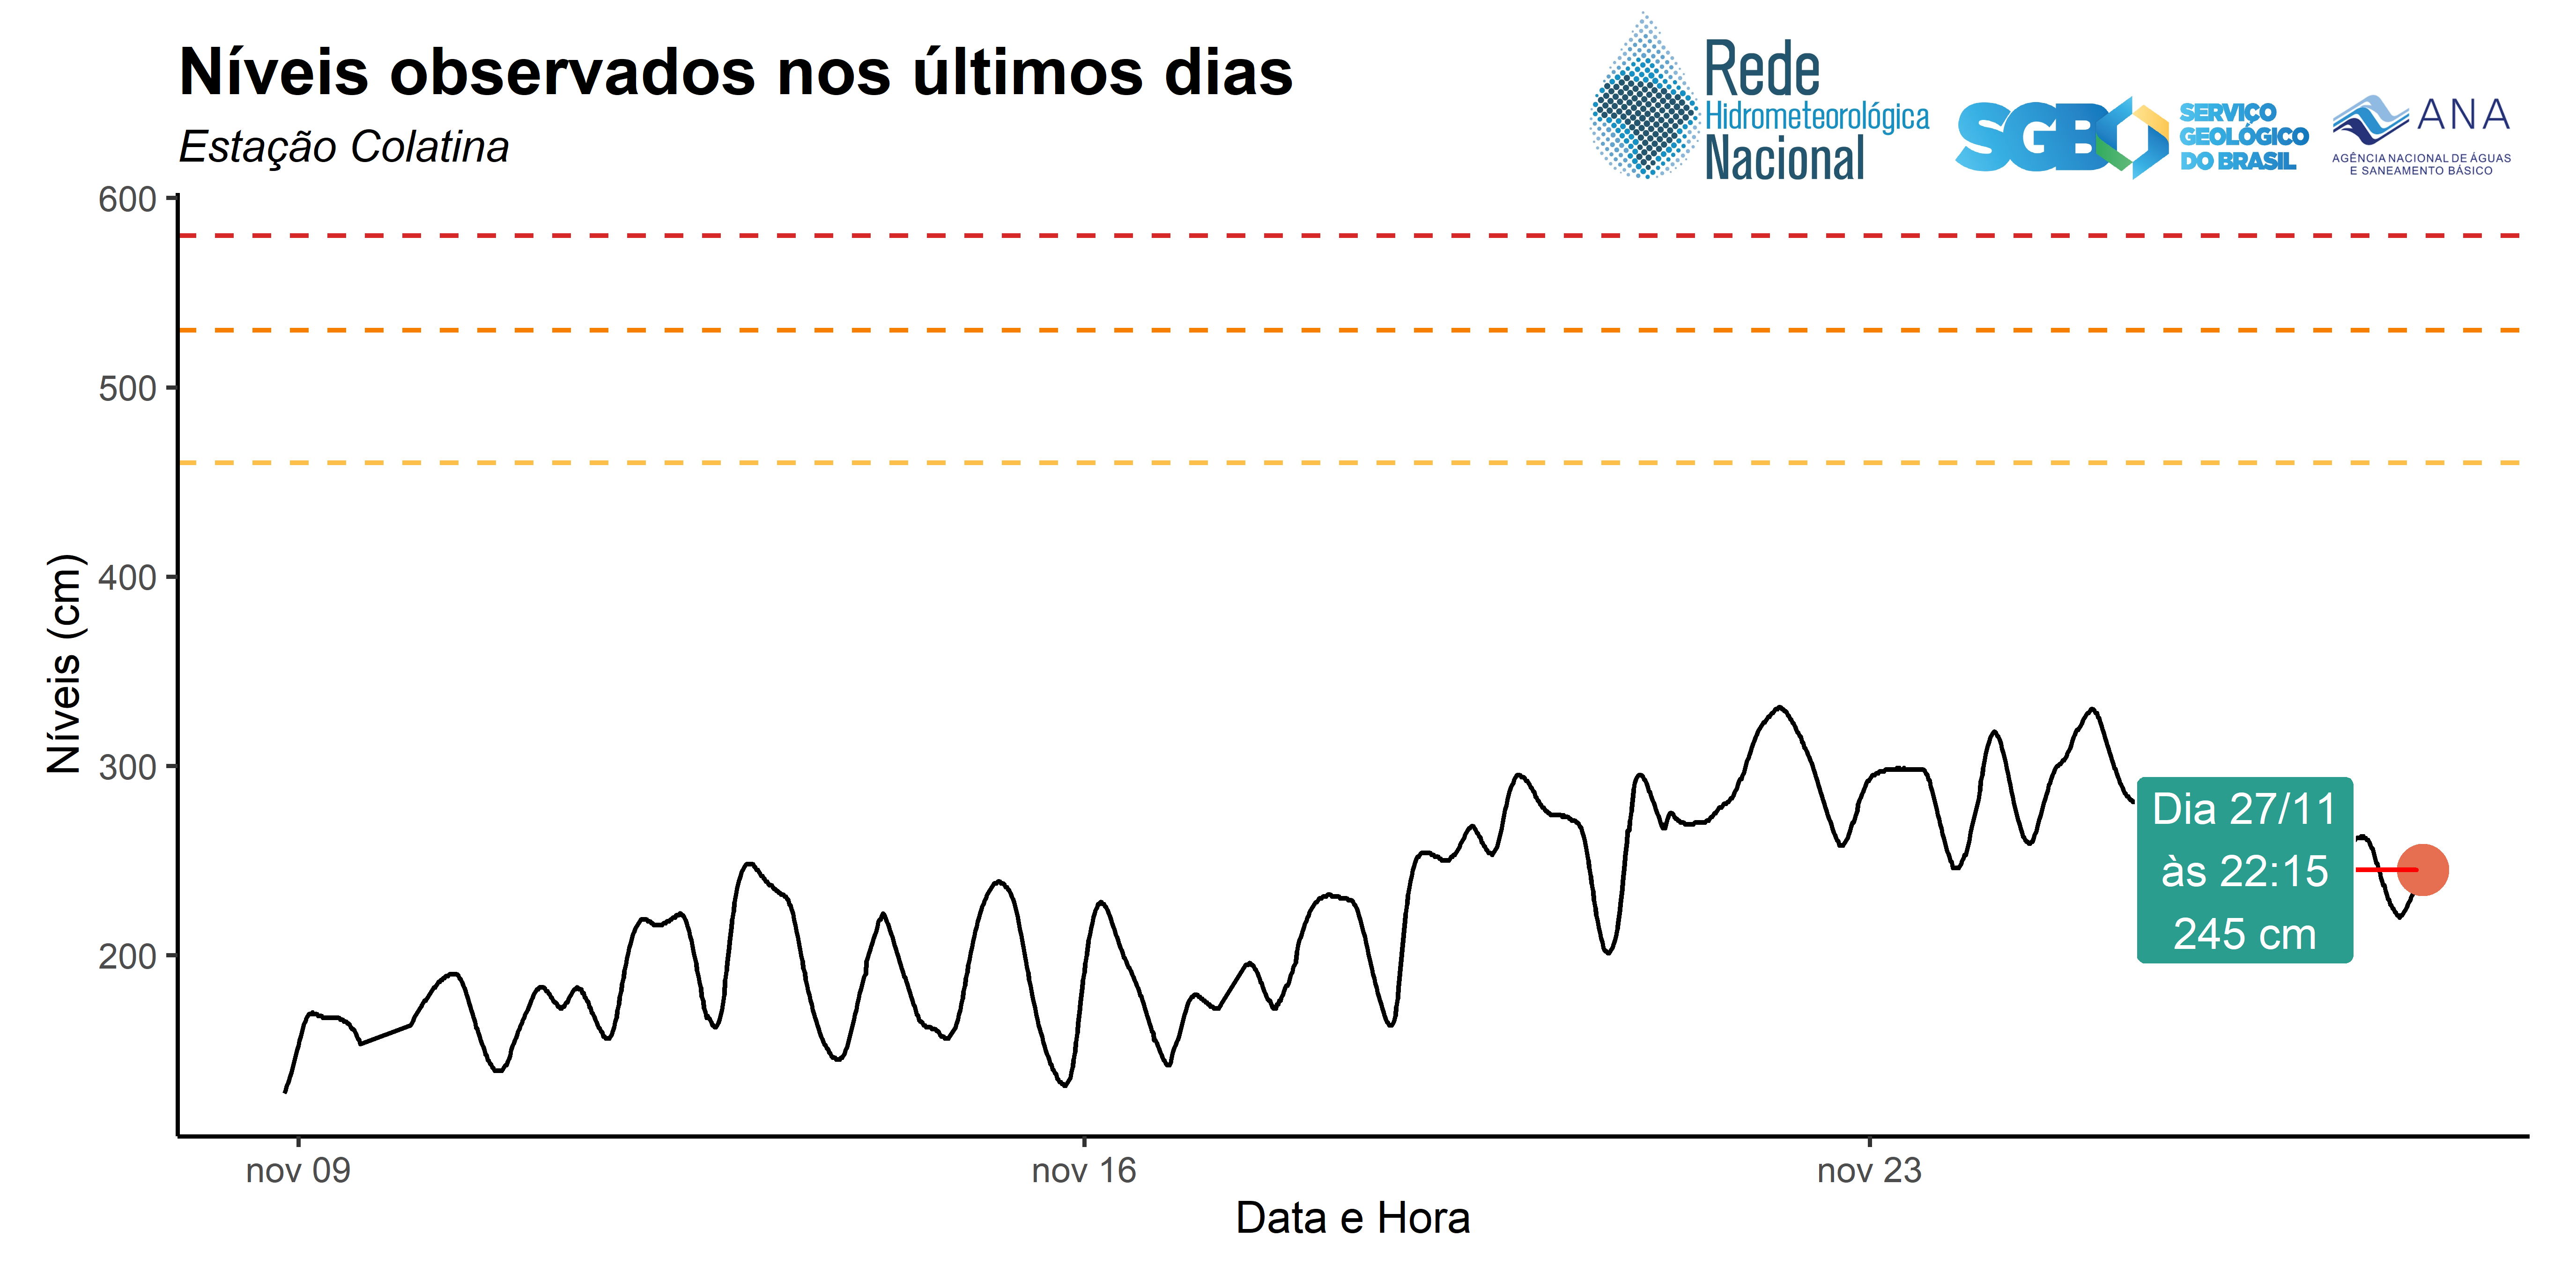 Níveis observados nos últimos dias
Estação Colatina
Rede
Hidrometeorológica
Nacional
SGB
SERVIÇO
GEOLÓGICO
DO BRASIL
ANA
AGÊNCIA NACIONAL DE ÁGUAS
E SANEAMENTO BÁSICO
Níveis (cm)
600
500
400
300
200
Dia 27/11
às 22:15
245 cm
nov 09
nov 16
nov 23
Data e Hora